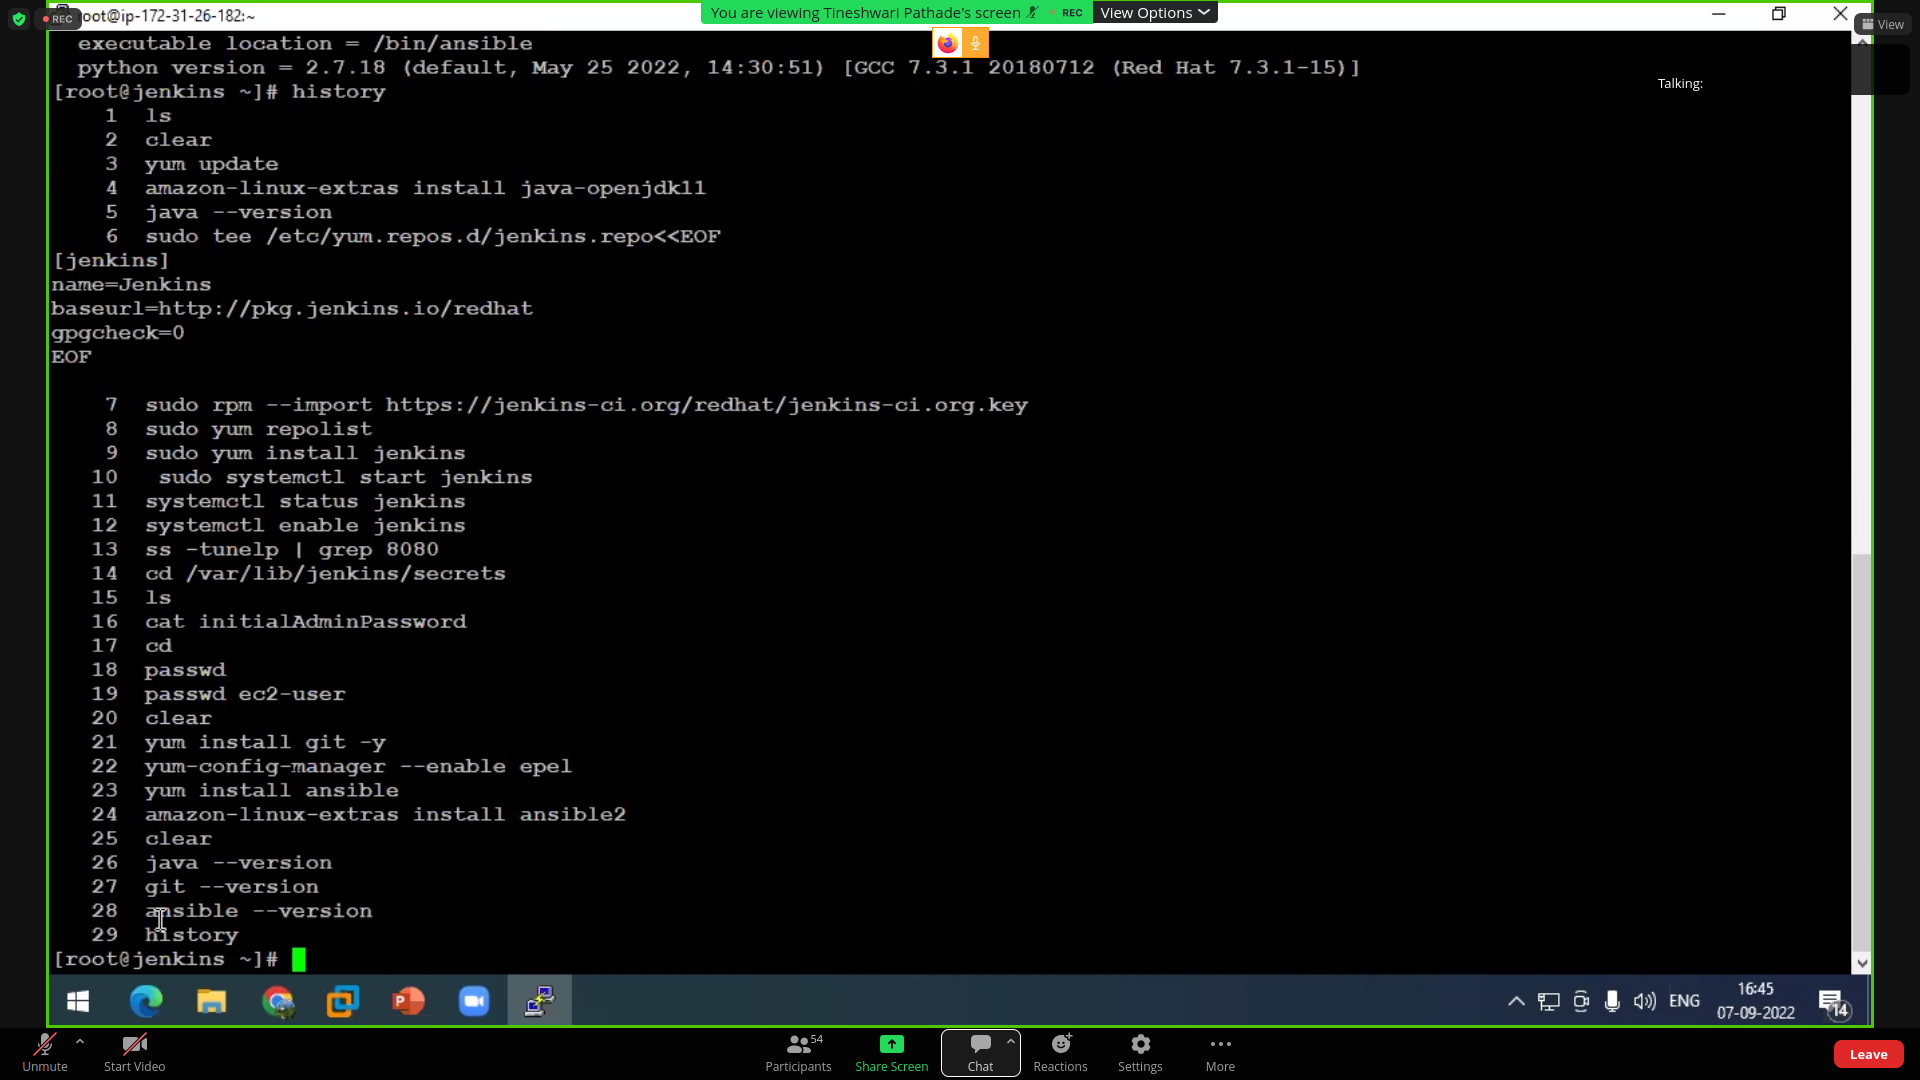 REC
root@ip-172-31-26-182:~
You are viewing Tineshwari Pathade's screen
REC
View Options
View
Talking:
executable location = /bin/ansible
python version = 2.7.18 (default, May 25 2022, 14:30:51) [GCC 7.3.1 20180712 (Red Hat 7.3.1-15)]
[root@jenkins ~]# history
1 ls
2 clear
3 yum update
4 amazon-linux-extras install java-openjdk11
5 java --version
6 sudo tee /etc/yum.repos.d/jenkins.repo<<EOF
[jenkins]
name=Jenkins
baseurl=http://pkg.jenkins.io/redhat
gpgcheck=0
EOF
7 sudo rpm --import https://jenkins-ci.org/redhat/jenkins-ci.org.key
8 sudo yum repolist
9 sudo yum install jenkins
10 sudo systemctl start jenkins
11 systemctl status jenkins
12 systemctl enable jenkins
13 ss -tunelp | grep 8080
14 cd /var/lib/jenkins/secrets
15 ls
16 cat initialAdminPassword
17 cd
18 passwd
19 passwd ec2-user
20 clear
21 yum install git -y
22 yum-config-manager --enable epel
23 yum install ansible
24 amazon-linux-extras install ansible2
25 clear
26 java --version
27 git --version
28 ansible --version
29 history
[root@jenkins ~]#
ENG
16:45
07-09-2022
14
Unmute
Start Video
Participants
54
Share Screen
Chat
Reactions
Settings
More
Leave